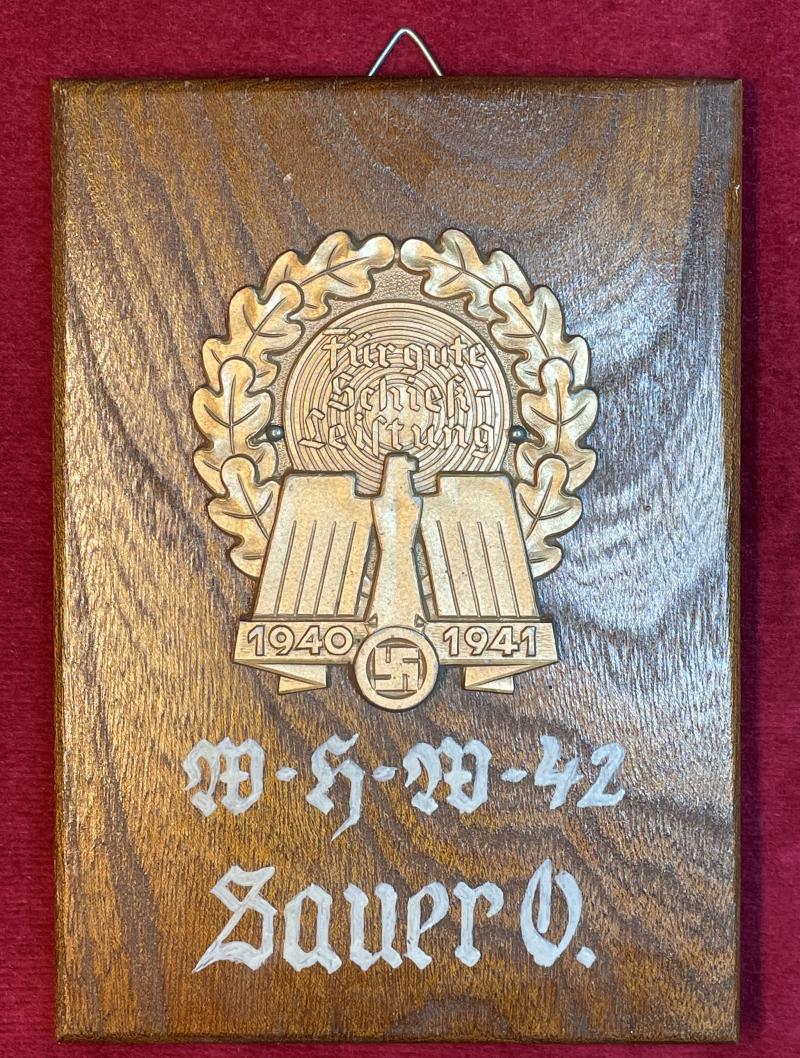 Für gute
Schieß-
Leistung
1940 1941
W-H-W-42
Sauer O.